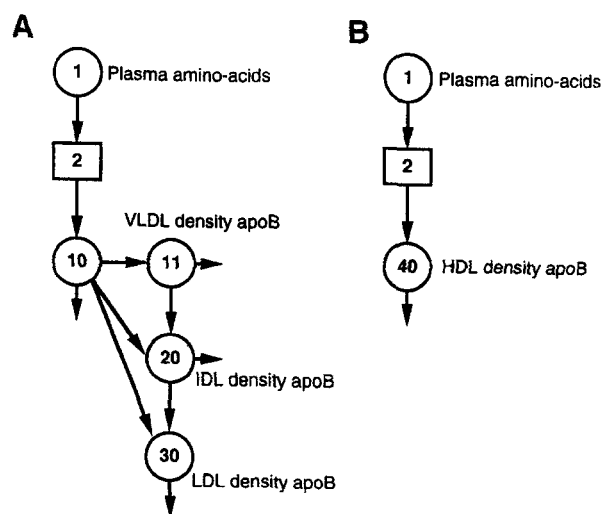 A
1 Plasma amino-acids
2
VLDL density apoB
10 11
20
IDL density apoB
30
LDL density apoB
B
1 Plasma amino-acids
2
40 HDL density apoB